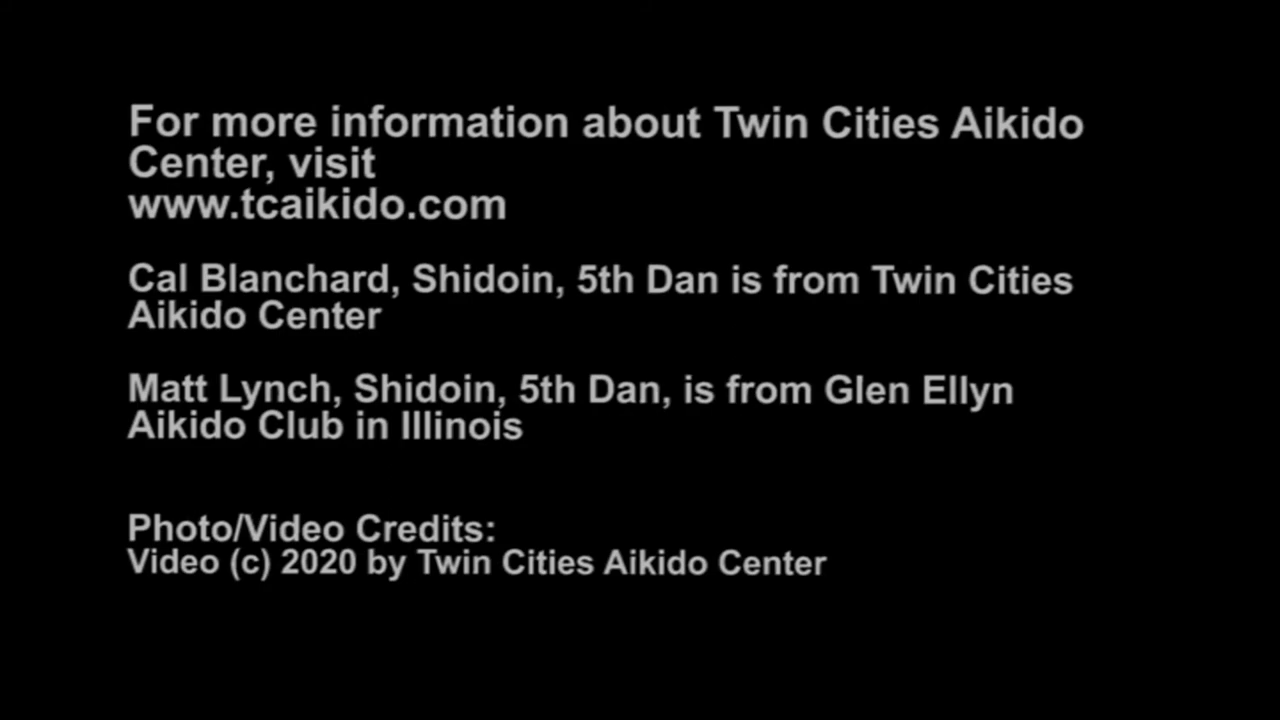 For more information about Twin Cities Aikido
Center, visit
www.tcaikido.com
Cal Blanchard, Shidoin, 5th Dan is from Twin Cities
Aikido Center
Matt Lynch, Shidoin, 5th Dan, is from Glen Ellyn
Aikido Club in Illinois
Photo/Video Credits:
Video (c) 2020 by Twin Cities Aikido Center